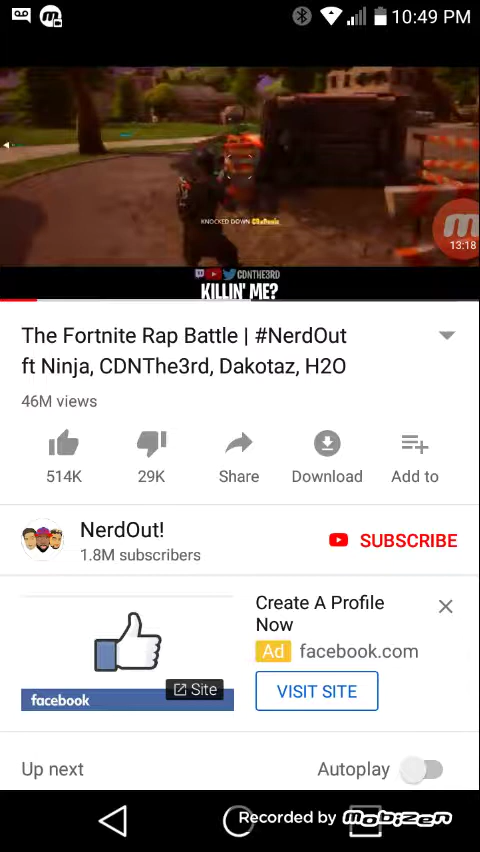 10:49 PM
KNOCKED DOWN
13:18
CDNTHE3RD
KILLIN' ME?
The Fortnite Rap Battle | #NerdOut
ft Ninja, CDNThe3rd, Dakotaz, H2O
46M views
514K
29K
Share
Download
Add to
NerdOut!
1.8M subscribers
SUBSCRIBE
Create A Profile
Now
Ad facebook.com
Site
facebook
VISIT SITE
Up next
Autoplay
Recorded by Mobizen